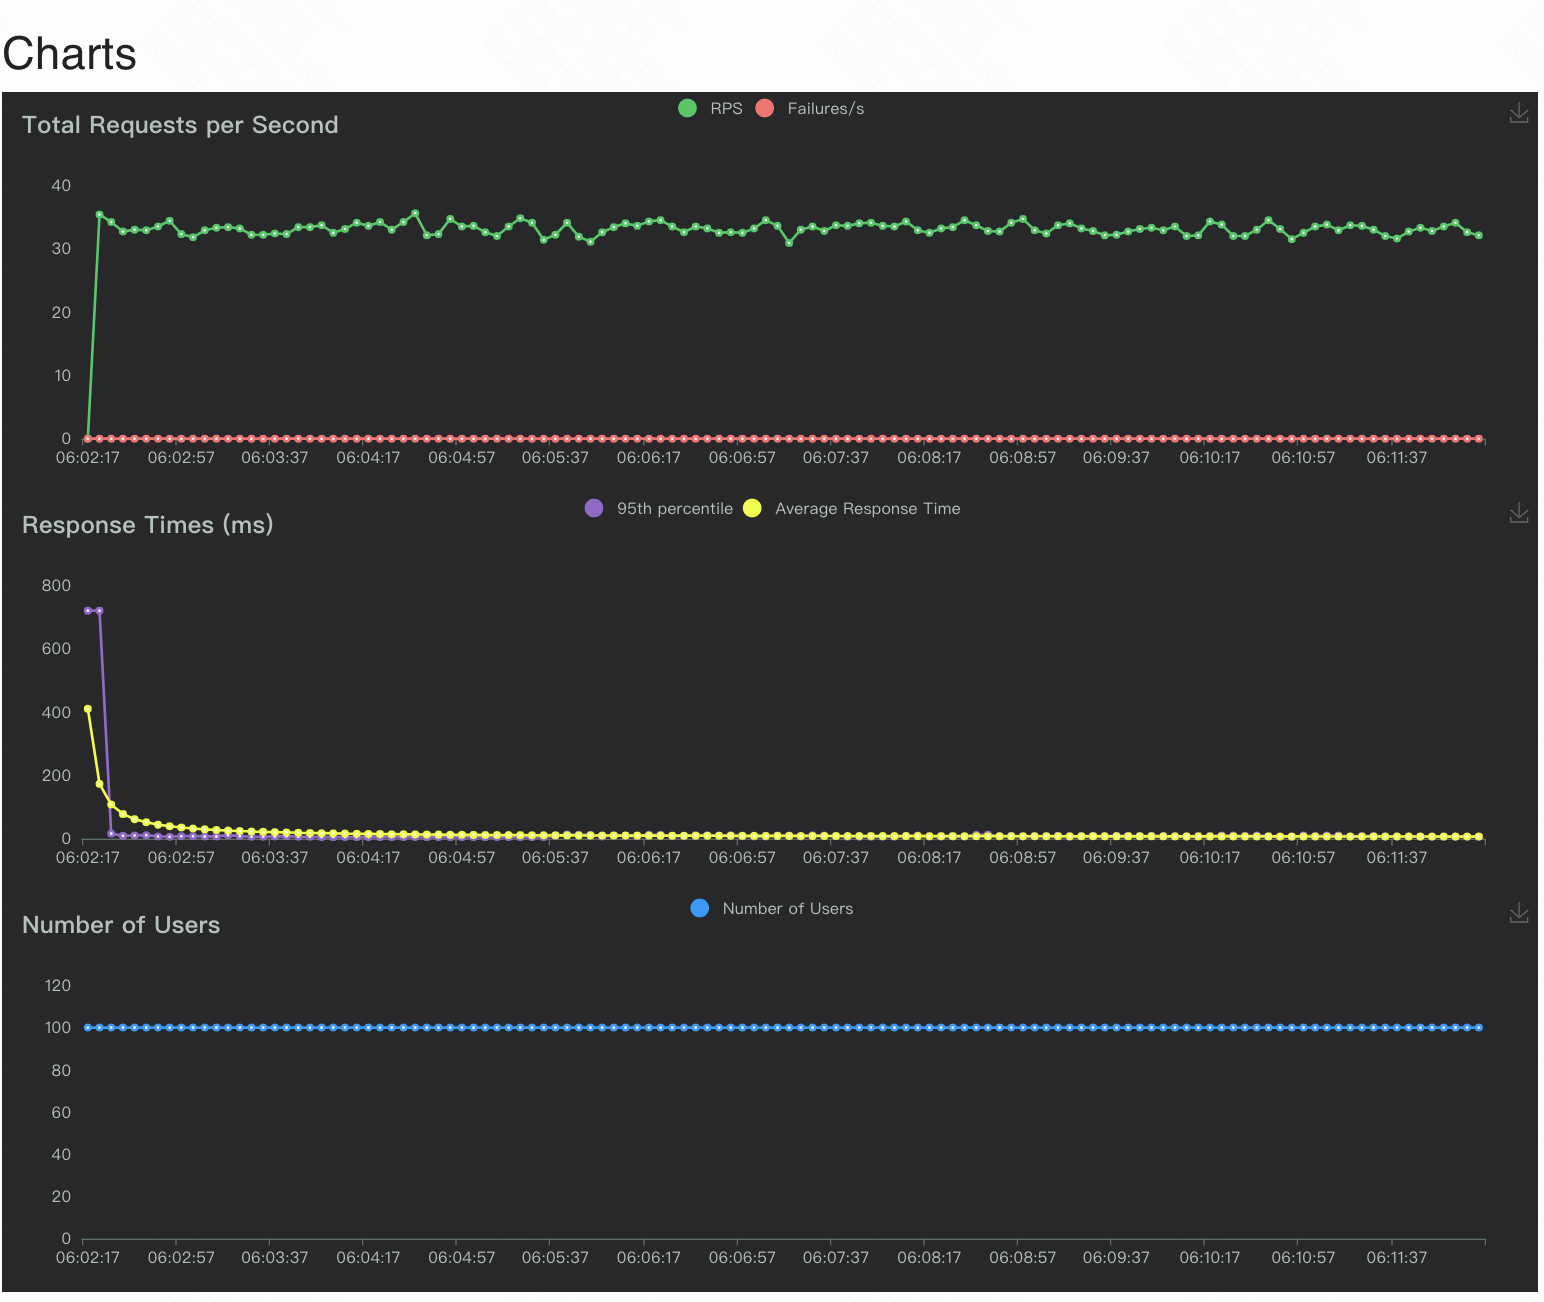 Charts
RPS Failures/s
Total Requests per Second
40
30
20
10
0
06:02:17 06:02:57 06:03:37 06:04:17 06:04:57 06:05:37 06:06:17 06:06:57 06:07:37 06:08:17 06:08:57 06:09:37 06:10:17 06:10:57 06:11:37
95th percentile Average Response Time
Response Times (ms)
800
600
400
200
0
06:02:17 06:02:57 06:03:37 06:04:17 06:04:57 06:05:37 06:06:17 06:06:57 06:07:37 06:08:17 06:08:57 06:09:37 06:10:17 06:10:57 06:11:37
Number of Users
Number of Users
120
100
80
60
40
20
0
06:02:17 06:02:57 06:03:37 06:04:17 06:04:57 06:05:37 06:06:17 06:06:57 06:07:37 06:08:17 06:08:57 06:09:37 06:10:17 06:10:57 06:11:37